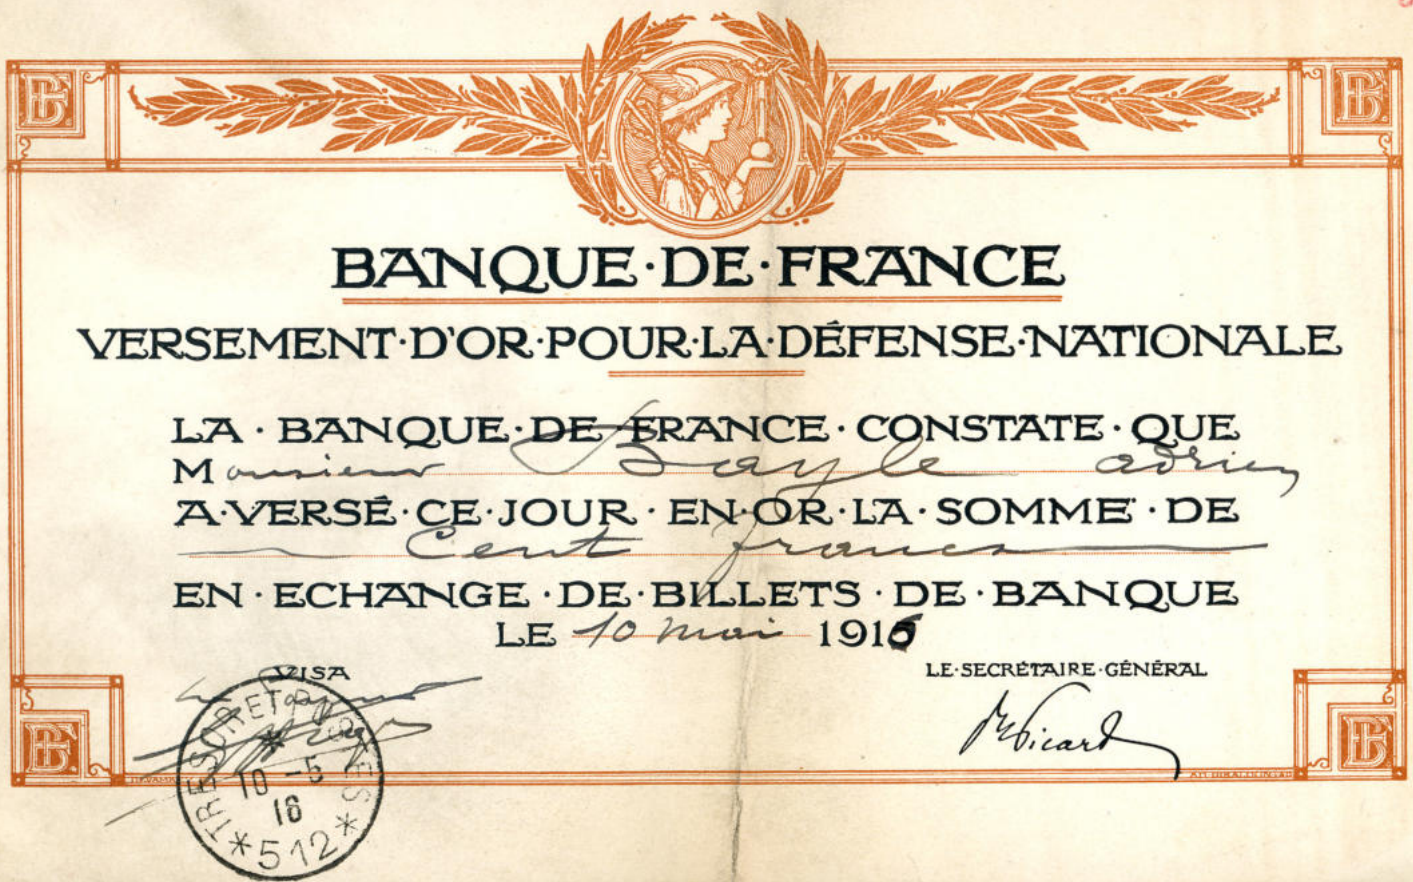 BANQUE·DE·FRANCE
VERSEMENT·D'OR·POUR·LA·DÉFENSE·NATIONALE
LA·BANQUE·DE·FRANCE·CONSTATE·QUE
Monsieur Bayle adrien
A·VERSÉ·CE·JOUR·EN·OR·LA·SOMME·DE
Cent francs
EN·ECHANGE·DE·BILLETS·DE·BANQUE
LE 10 mai 1916
VISA
LE·SECRÉTAIRE·GÉNÉRAL
Picard
TRESOR ET POSTES
10 -5
16
*512*